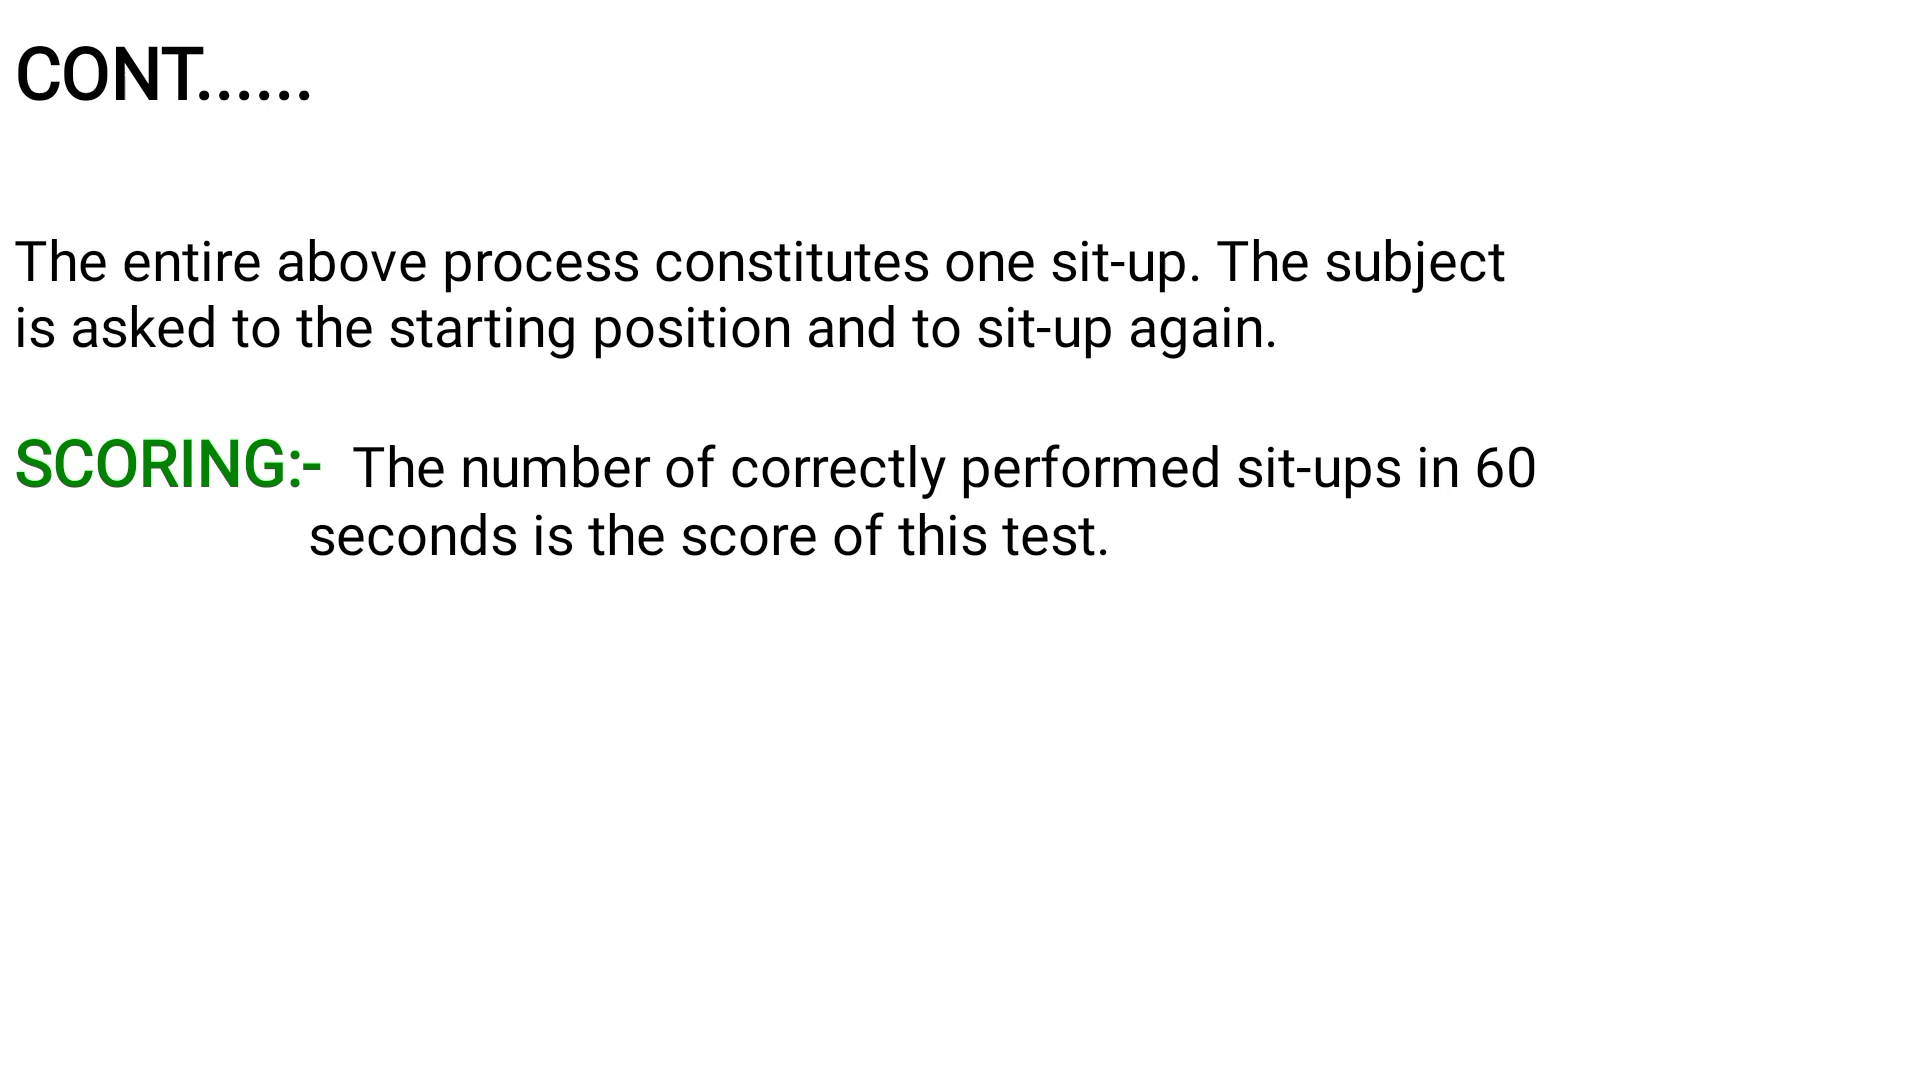 CONT......
The entire above process constitutes one sit-up. The subject
is asked to the starting position and to sit-up again.
SCORING:- The number of correctly performed sit-ups in 60
seconds is the score of this test.